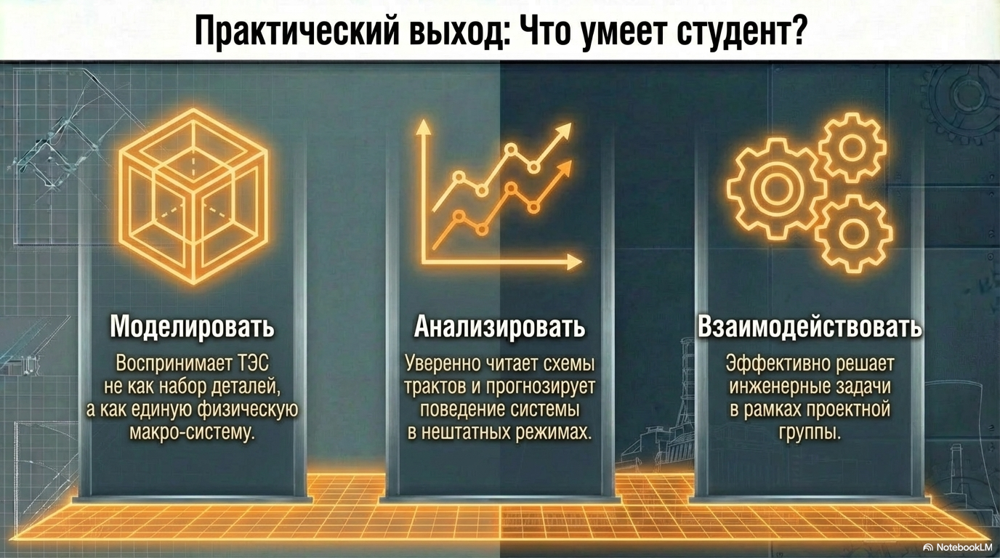 Практический выход: Что умеет студент?
Моделировать
Воспринимает ТЭС
не как набор деталей,
а как единую физическую
макро-систему.
Анализировать
Уверенно читает схемы
трактов и прогнозирует
поведение системы
в нештатных режимах.
Взаимодействовать
Эффективно решает
инженерные задачи
в рамках проектной
группы.
NotebookLM